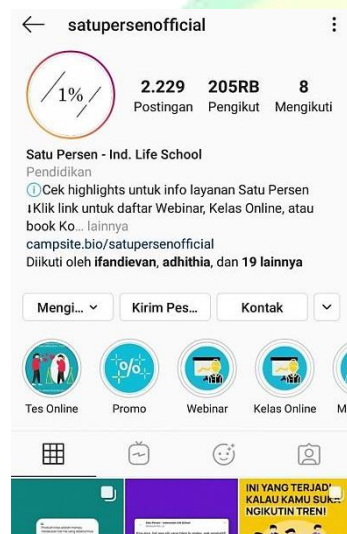 satupersenofficial
1%
2.229 205RB 8
Postingan Pengikut Mengikuti
Satu Persen - Ind. Life School
Pendidikan
Cek highlights untuk info layanan Satu Persen
Klik link untuk daftar Webinar, Kelas Online, atau
book Ko... lainnya
campsite.bio/satupersenofficial
Diikuti oleh ifandievan, adhithia, dan 19 lainnya
Mengi... Kirim Pes... Kontak
%
Tes Online Promo Webinar Kelas Online M
INI YANG TERJADI
KALAU KAMU SUKA
NGIKUTIN TREN!